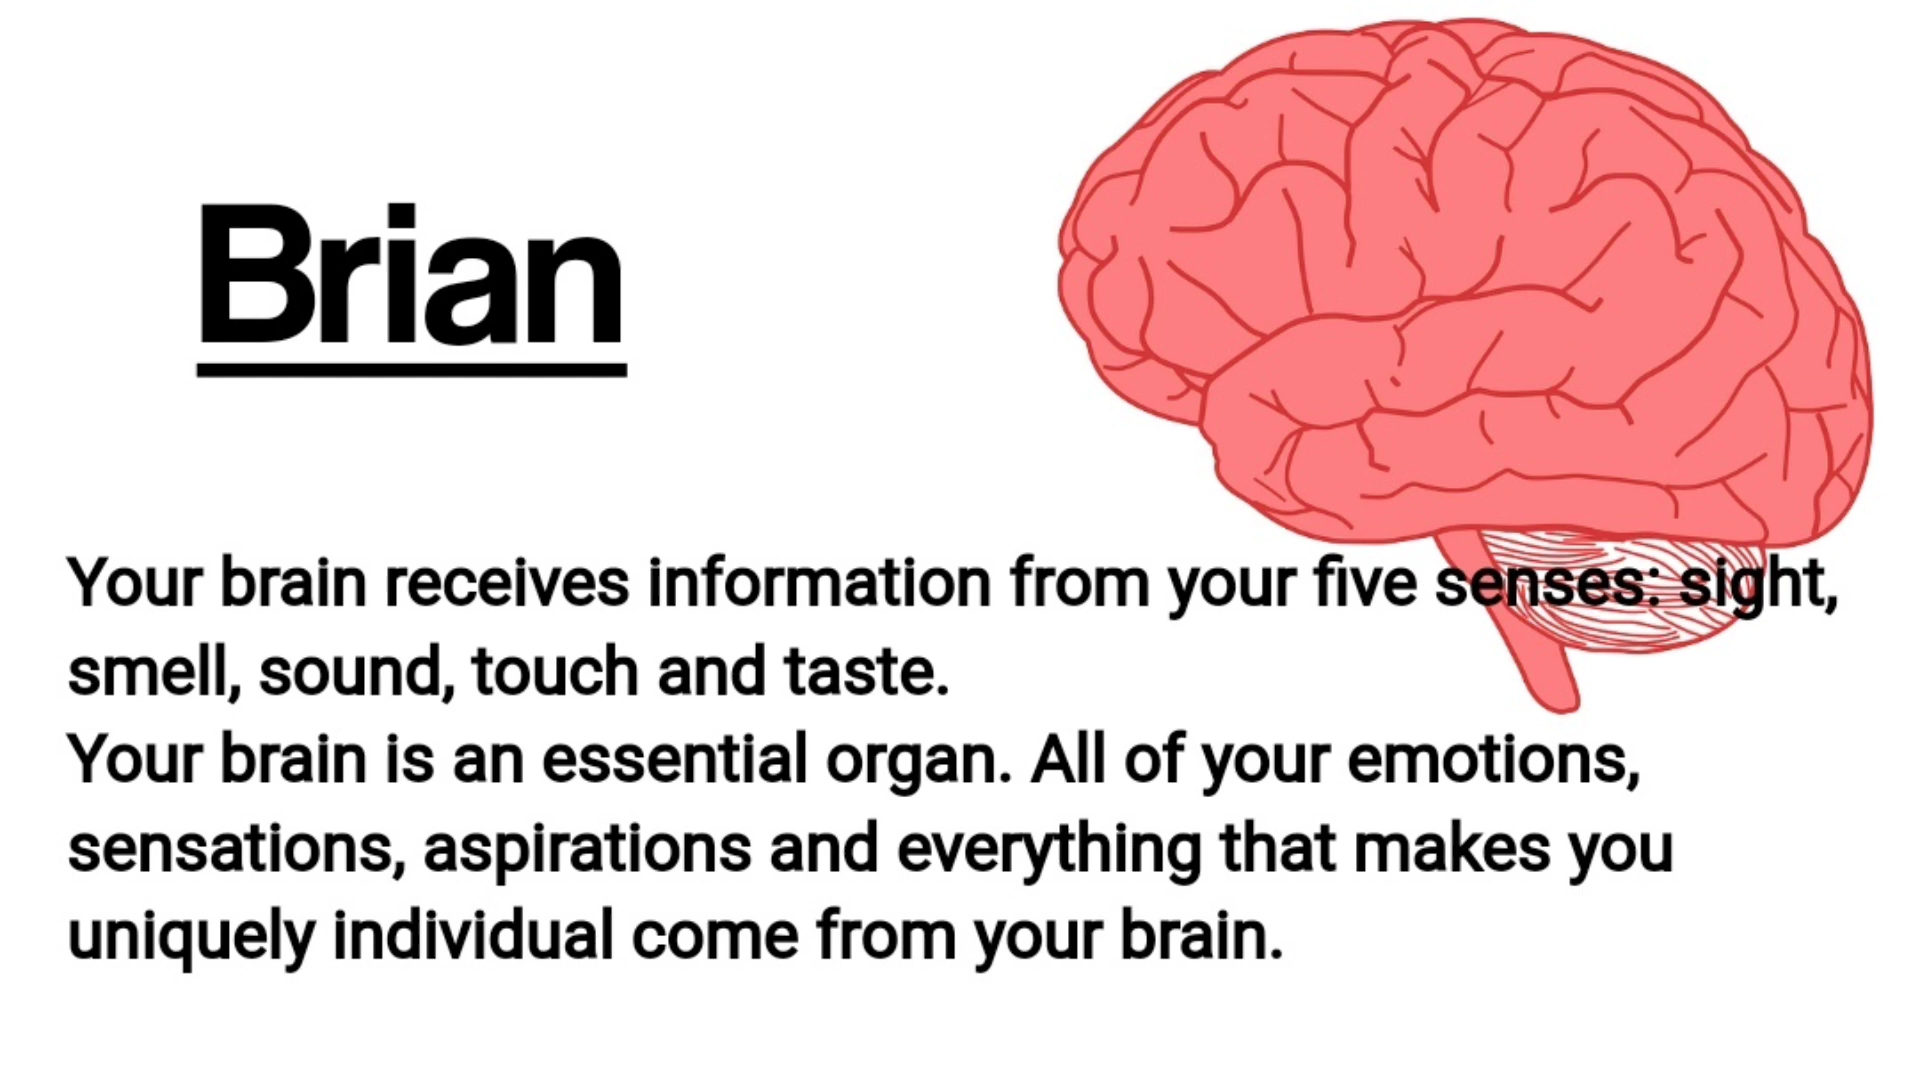 Brian
Your brain receives information from your five senses: sight,
smell, sound, touch and taste.
Your brain is an essential organ. All of your emotions,
sensations, aspirations and everything that makes you
uniquely individual come from your brain.